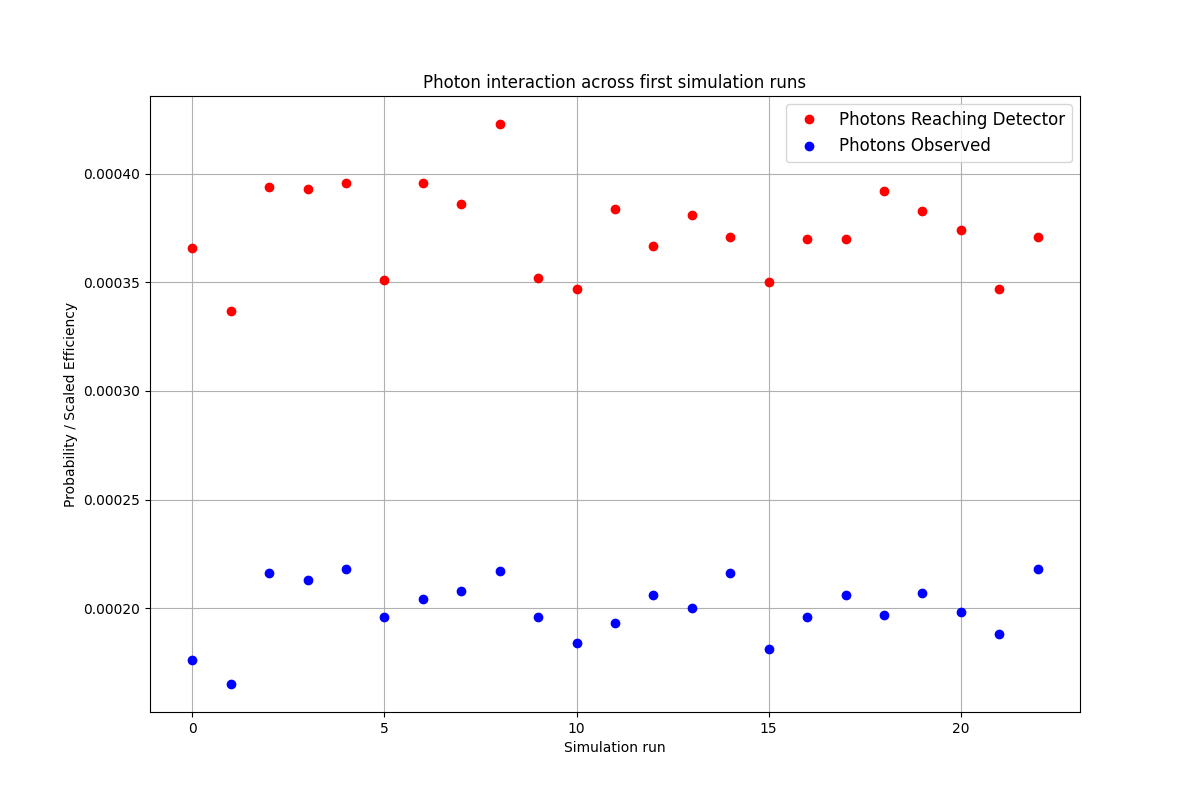 Photon interaction across first simulation runs
Photons Reaching Detector
Photons Observed
0.00040
0.00035
0.00030
0.00025
0.00020
Probability / Scaled Efficiency
0 5 10 15 20
Simulation run